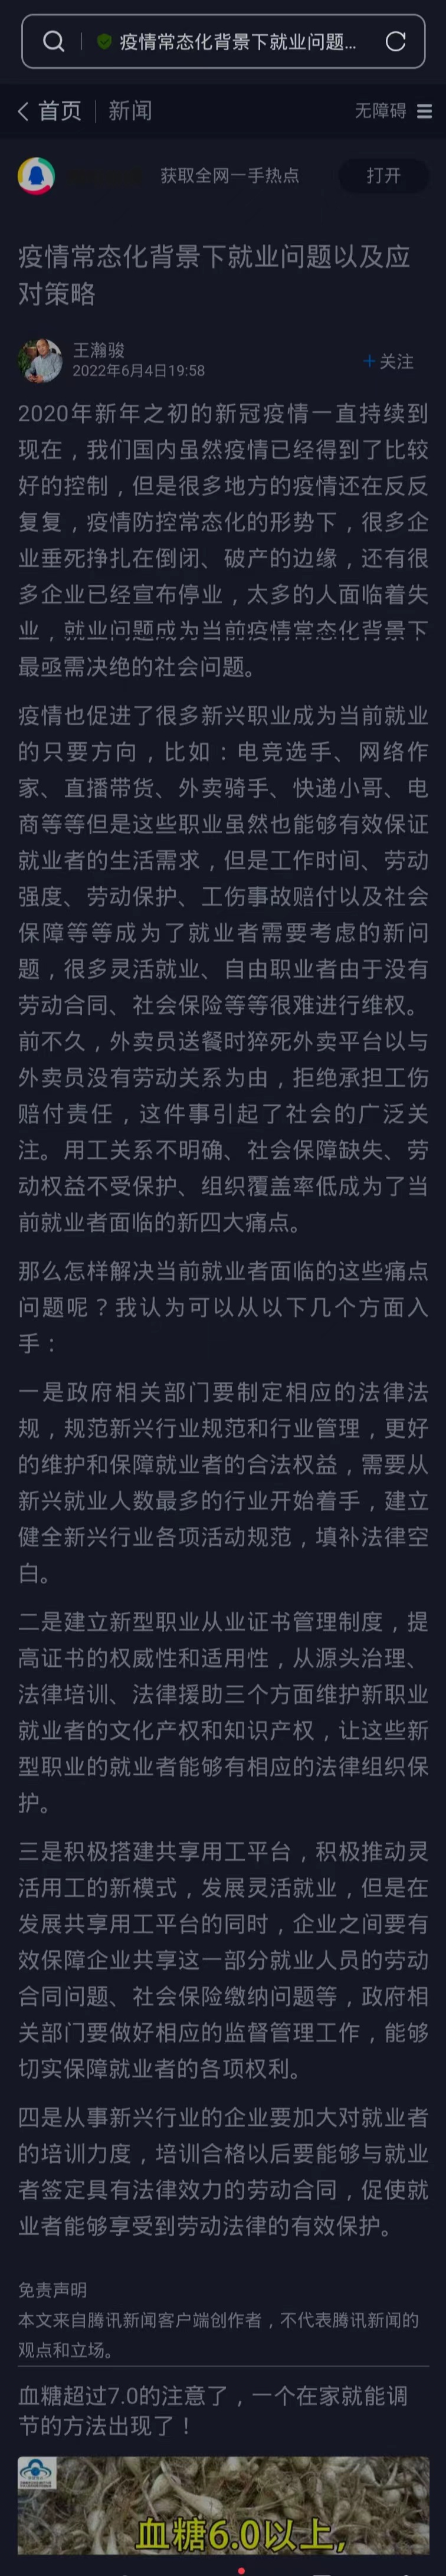 疫情常态化背景下就业问题...
首页 新闻 无障碍
获取全网一手热点 打开
疫情常态化背景下就业问题以及应
对策略
王瀚骏
2022年6月4日19:58
+关注
2020年新年之初的新冠疫情一直持续到
现在，我们国内虽然疫情已经得到了比较
好的控制，但是很多地方的疫情还在反反
复复，疫情防控常态化的形势下，很多企
业垂死挣扎在倒闭、破产的边缘，还有很
多企业已经宣布停业，太多的人面临着失
业，就业问题成为当前疫情常态化背景下
最亟需决绝的社会问题。
疫情也促进了很多新兴职业成为当前就业
的只要方向，比如：电竞选手、网络作
家、直播带货、外卖骑手、快递小哥、电
商等等但是这些职业虽然也能够有效保证
就业者的生活需求，但是工作时间、劳动
强度、劳动保护、工伤事故赔付以及社会
保障等等成为了就业者需要考虑的新问
题，很多灵活就业、自由职业者由于没有
劳动合同、社会保险等等很难进行维权。
前不久，外卖员送餐时猝死外卖平台以与
外卖员没有劳动关系为由，拒绝承担工伤
赔付责任，这件事引起了社会的广泛关
注。用工关系不明确、社会保障缺失、劳
动权益不受保护、组织覆盖率低成为了当
前就业者面临的新四大痛点。
那么怎样解决当前就业者面临的这些痛点
问题呢？我认为可以从以下几个方面入
手：
一是政府相关部门要制定相应的法律法
规，规范新兴行业规范和行业管理，更好
的维护和保障就业者的合法权益，需要从
新兴就业人数最多的行业开始着手，建立
健全新兴行业各项活动规范，填补法律空
白。
二是建立新型职业从业证书管理制度，提
高证书的权威性和适用性，从源头治理、
法律培训、法律援助三个方面维护新职业
就业者的文化产权和知识产权，让这些新
型职业的就业者能够有相应的法律组织保
护。
三是积极搭建共享用工平台，积极推动灵
活用工的新模式，发展灵活就业，但是在
发展共享用工平台的同时，企业之间要有
效保障企业共享这一部分就业人员的劳动
合同问题、社会保险缴纳问题等，政府相
关部门要做好相应的监督管理工作，能够
切实保障就业者的各项权利。
四是从事新兴行业的企业要加大对就业者
的培训力度，培训合格以后要能够与就业
者签定具有法律效力的劳动合同，促使就
业者能够享受到劳动法律的有效保护。
免责声明
本文来自腾讯新闻客户端创作者，不代表腾讯新闻的
观点和立场。
血糖超过7.0的注意了，一个在家就能调
节的方法出现了！
血糖6.0以上，